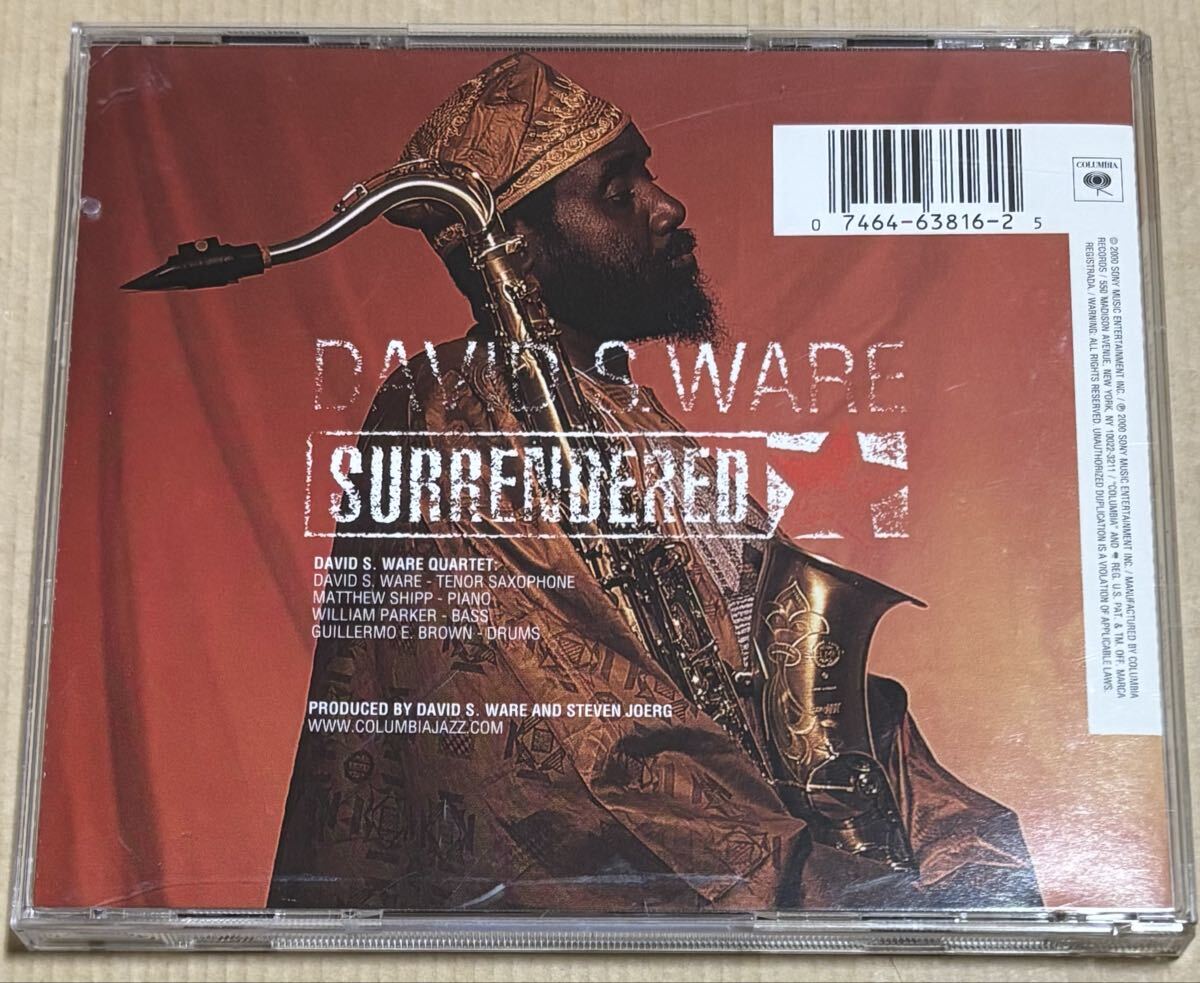 COLUMBIA
0 7464-63816-2 5
DAVID S. WARE
SURRENDERED
DAVID S. WARE QUARTET:
DAVID S. WARE - TENOR SAXOPHONE
MATTHEW SHIPP - PIANO
WILLIAM PARKER - BASS
GUILLERMO E. BROWN - DRUMS
PRODUCED BY DAVID S. WARE AND STEVEN JOERG
WWW.COLUMBIAJAZZ.COM
© 2000 SONY MUSIC ENTERTAINMENT INC. / ℗ 2000 SONY MUSIC ENTERTAINMENT INC. / MANUFACTURED BY COLUMBIA
RECORDS / 550 MADISON AVENUE, NEW YORK, NY 10022-3211 / "COLUMBIA" AND REG. U.S. PAT. & TM. OFF. MARCA
REGISTRADA. / WARNING: ALL RIGHTS RESERVED. UNAUTHORIZED DUPLICATION IS A VIOLATION OF APPLICABLE LAWS.